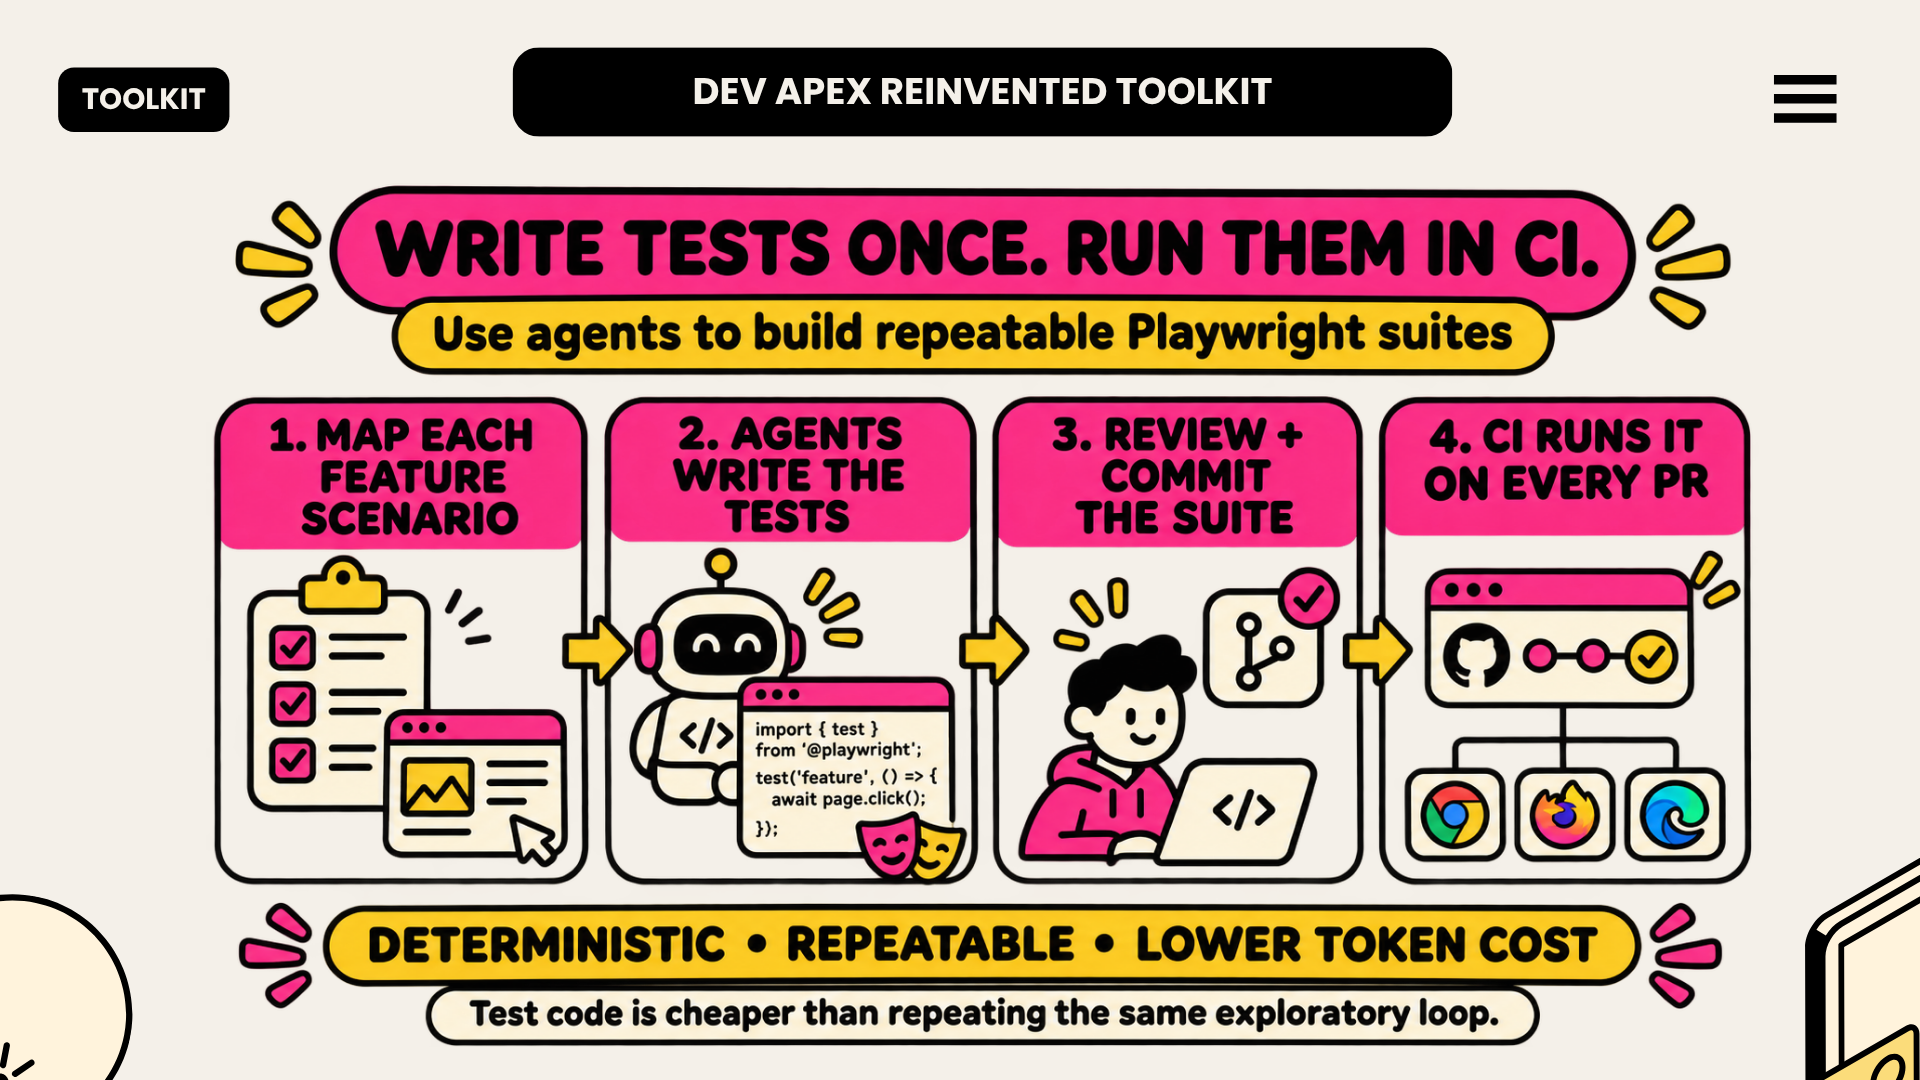 TOOLKIT
DEV APEX REINVENTED TOOLKIT
WRITE TESTS ONCE. RUN THEM IN CI.
Use agents to build repeatable Playwright suites
1. MAP EACH
FEATURE
SCENARIO
2. AGENTS
WRITE THE
TESTS
</>
import { test }
from '@playwright';
test('feature', () => {
await page.click();
});
3. REVIEW +
COMMIT
THE SUITE
</>
4. CI RUNS IT
ON EVERY PR
DETERMINISTIC • REPEATABLE • LOWER TOKEN COST
Test code is cheaper than repeating the same exploratory loop.